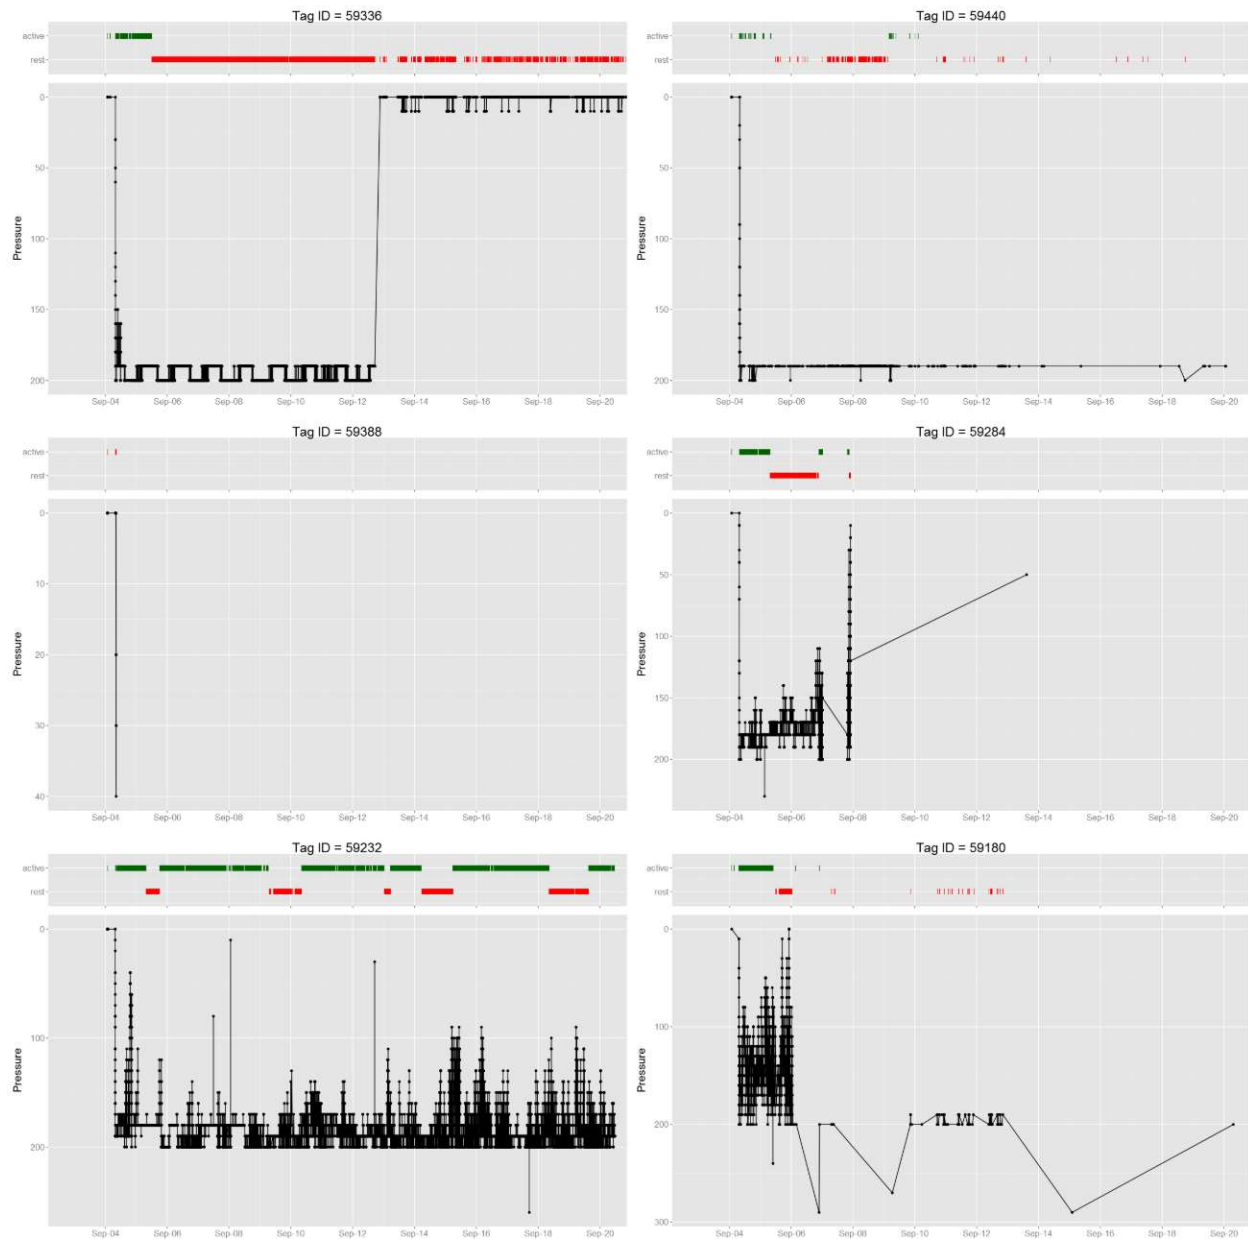 Tag ID = 59336
active
rest
0
50
100
150
200
Pressure
Sep-04 Sep-06 Sep-08 Sep-10 Sep-12 Sep-14 Sep-16 Sep-18 Sep-20
Tag ID = 59440
active
rest
0
50
100
150
200
Pressure
Sep-04 Sep-06 Sep-08 Sep-10 Sep-12 Sep-14 Sep-16 Sep-18 Sep-20
Tag ID = 59388
active
rest
0
10
20
30
40
Pressure
Sep-04 Sep-06 Sep-08 Sep-10 Sep-12 Sep-14 Sep-16 Sep-18 Sep-20
Tag ID = 59284
active
rest
0
50
100
150
200
Pressure
Sep-04 Sep-06 Sep-08 Sep-10 Sep-12 Sep-14 Sep-16 Sep-18 Sep-20
Tag ID = 59232
active
rest
0
100
200
Pressure
Sep-04 Sep-06 Sep-08 Sep-10 Sep-12 Sep-14 Sep-16 Sep-18 Sep-20
Tag ID = 59180
active
rest
0
100
200
300
Pressure
Sep-04 Sep-06 Sep-08 Sep-10 Sep-12 Sep-14 Sep-16 Sep-18 Sep-20